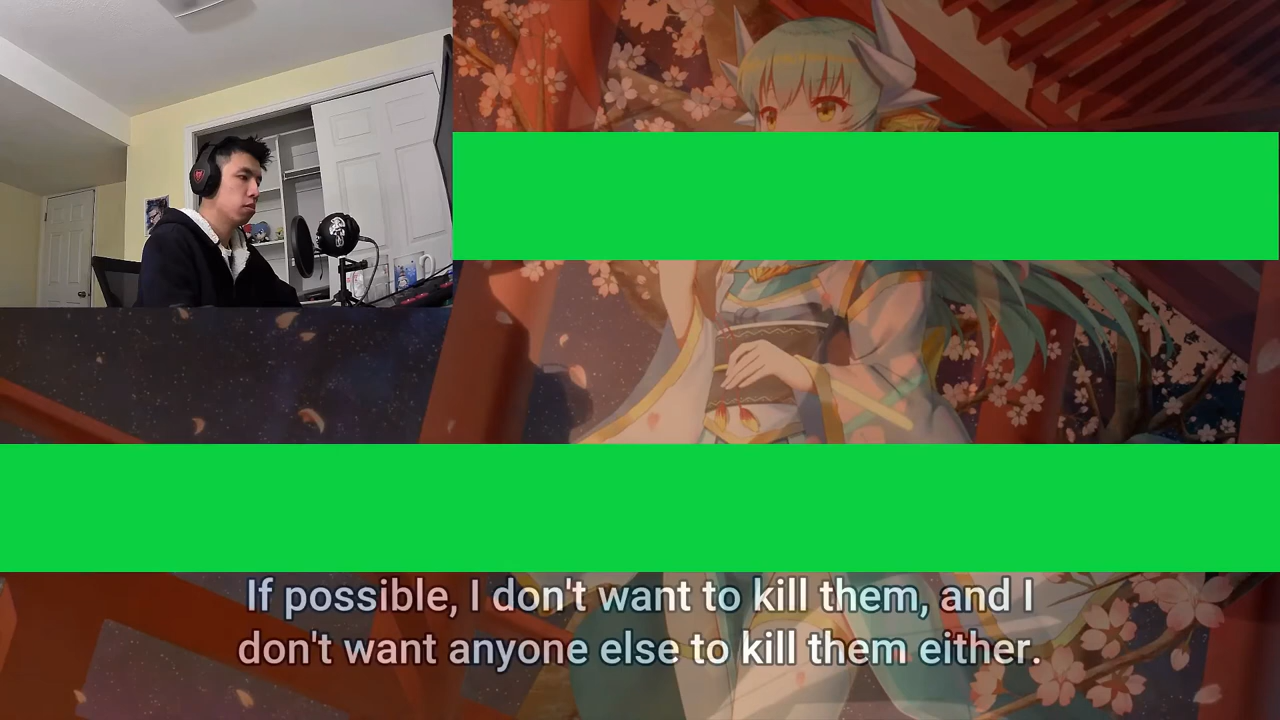 If possible, I don't want to kill them, and I
don't want anyone else to kill them either.